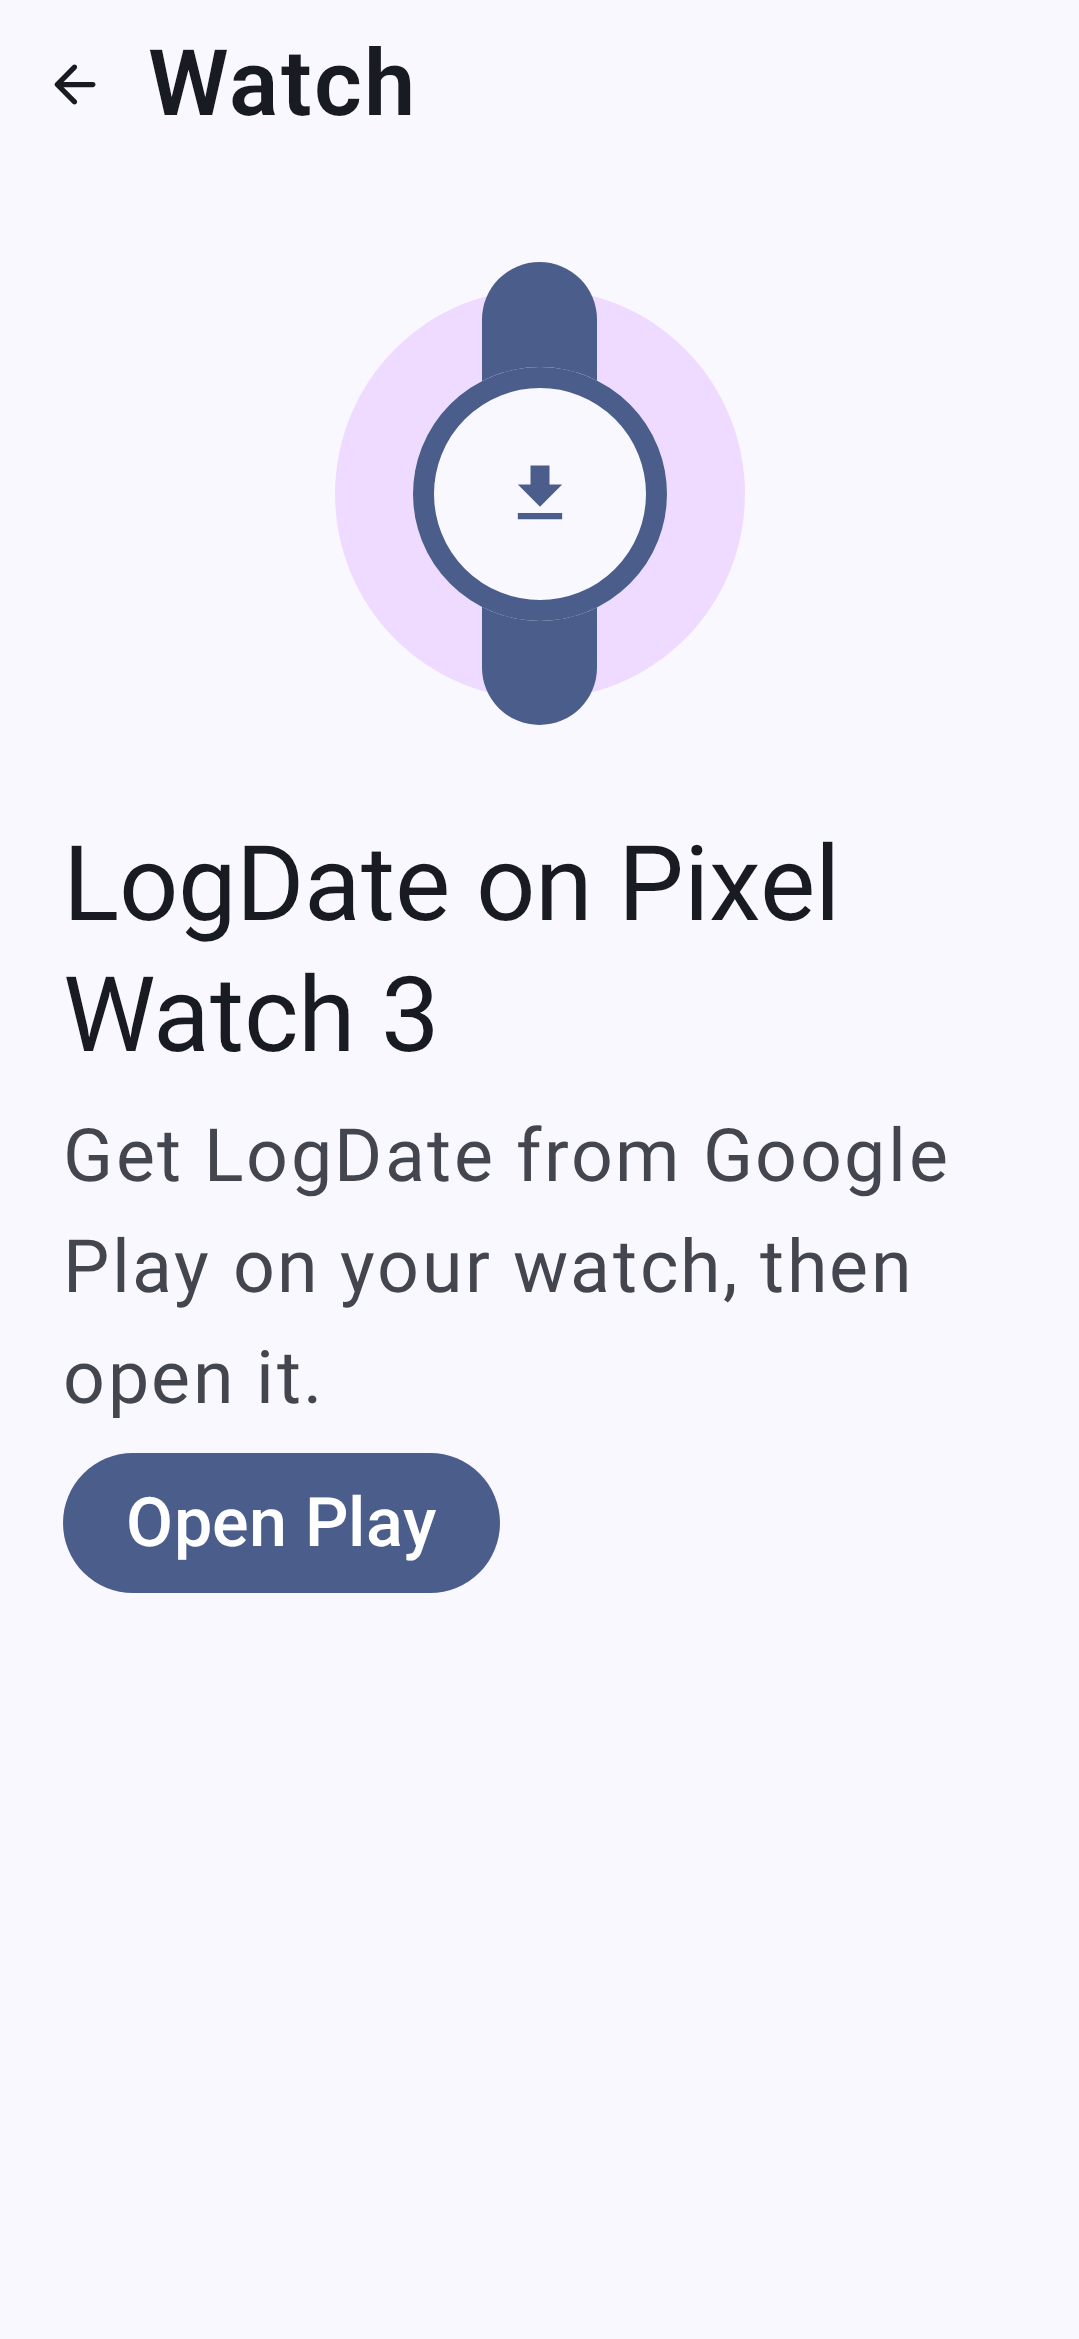 Watch
LogDate on Pixel
Watch 3
Get LogDate from Google
Play on your watch, then
open it.
Open Play